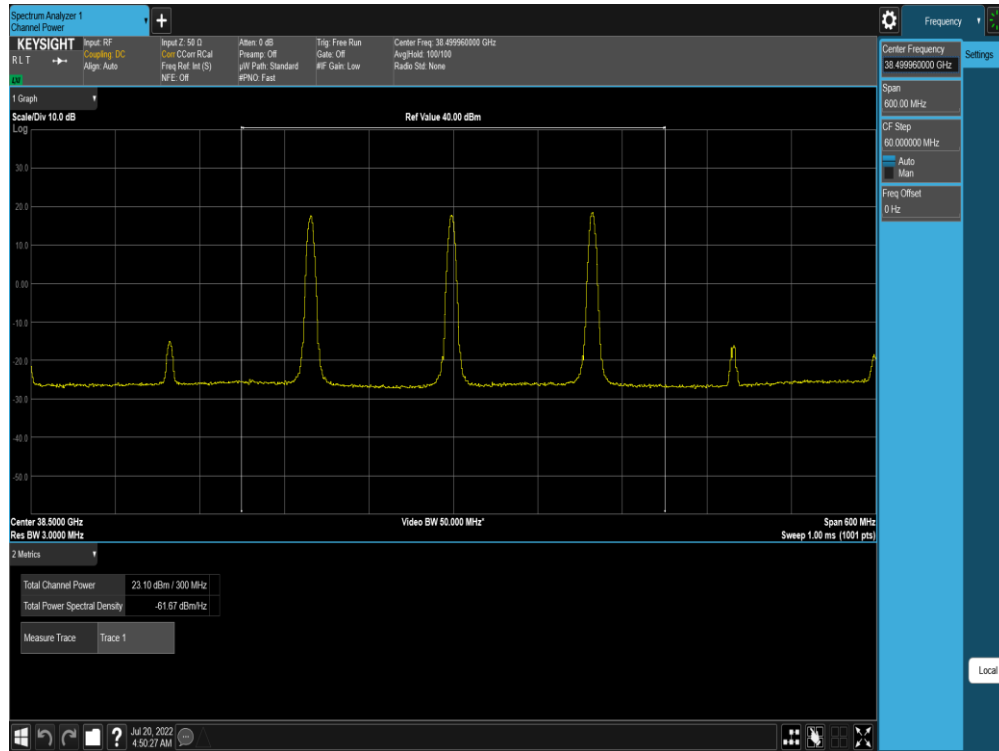 Spectrum Analyzer 1
Channel Power
+
Frequency
KEYSIGHT
R L T
LV
Input: RF
Coupling: DC
Align: Auto
Input Z: 50 Ω
Corr CCorr RCal
Freq Ref: Int (S)
NFE: Off
Atten: 0 dB
Preamp: Off
µW Path: Standard
#PNO: Fast
Trig: Free Run
Gate: Off
#IF Gain: Low
Center Freq: 38.499960000 GHz
Avg|Hold: 100/100
Radio Std: None
Center Frequency
38.499960000 GHz
Settings
Span
600.00 MHz
CF Step
60.000000 MHz
Auto
Man
Freq Offset
0 Hz
1 Graph
Scale/Div 10.0 dB
Ref Value 40.00 dBm
Log
30.0
20.0
10.0
0.00
-10.0
-20.0
-30.0
-40.0
-50.0
Center 38.5000 GHz
Video BW 50.000 MHz*
Span 600 MHz
Res BW 3.0000 MHz
Sweep 1.00 ms (1001 pts)
2 Metrics
Total Channel Power 23.10 dBm / 300 MHz
Total Power Spectral Density -61.67 dBm/Hz
Measure Trace Trace 1
Local
?
Jul 20, 2022
4:50:27 AM